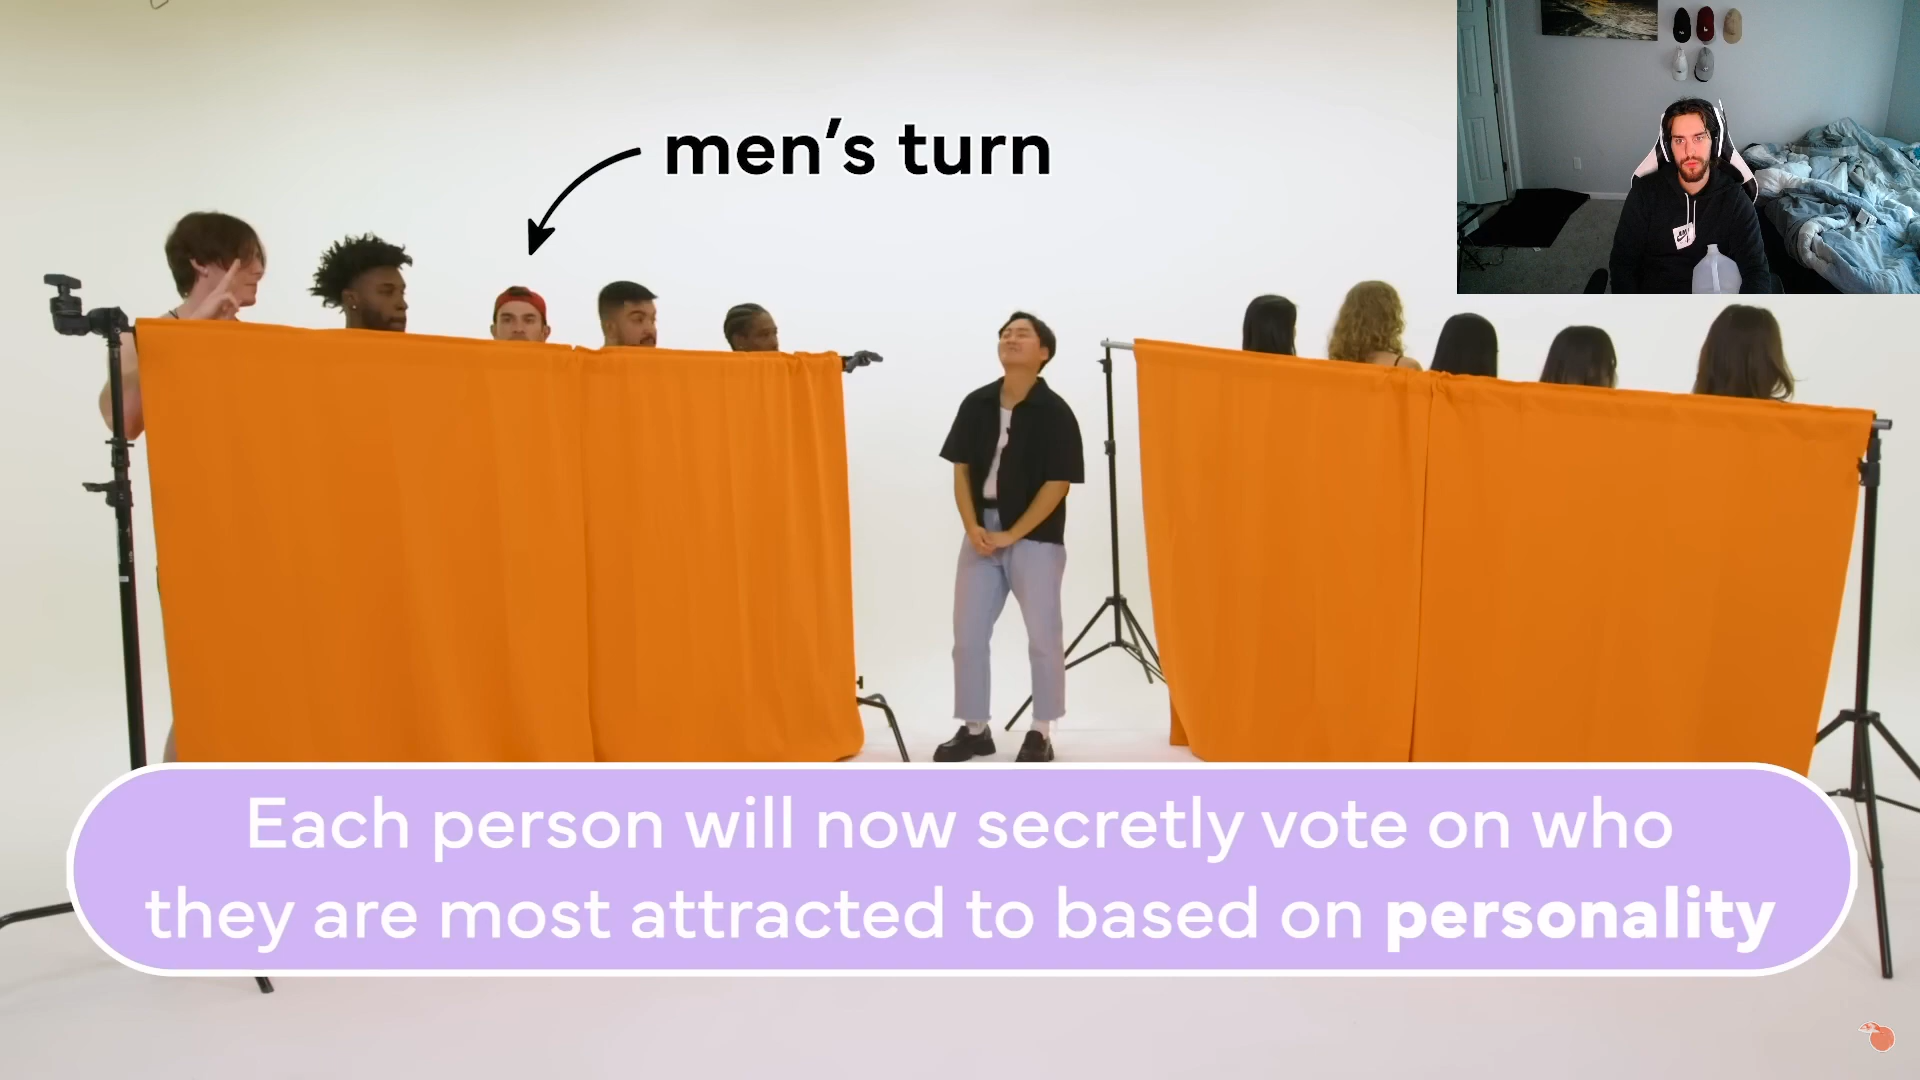 men's turn
Each person will now secretly vote on who
they are most attracted to based on personality